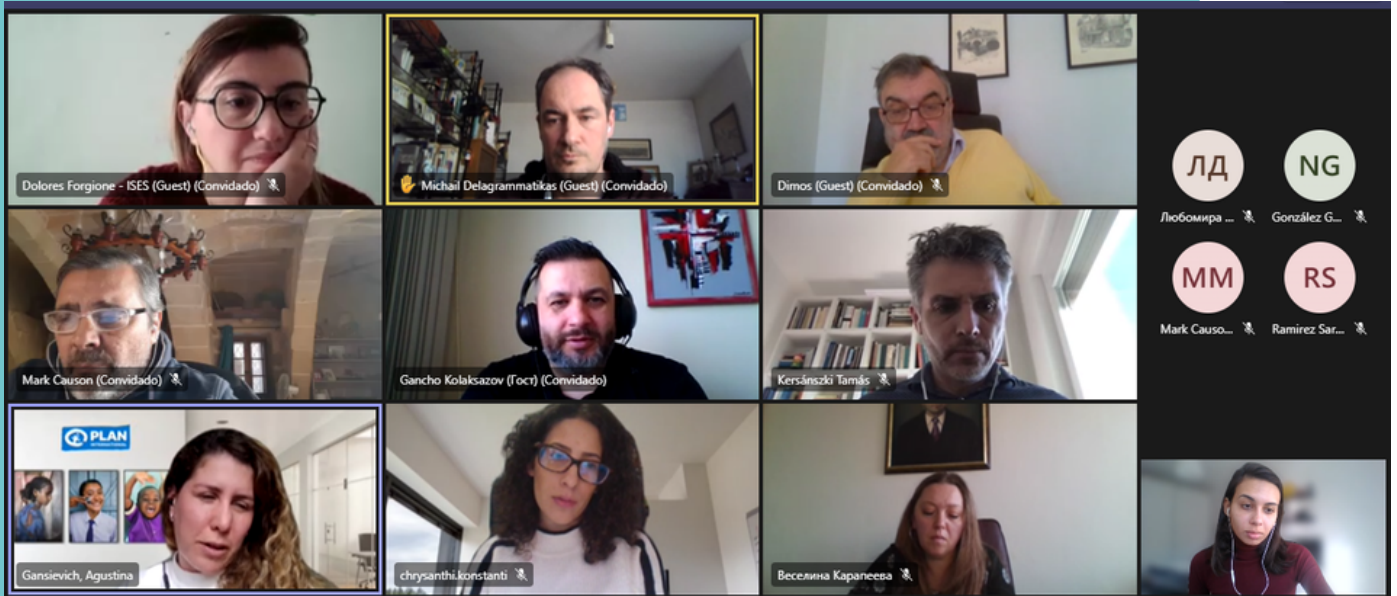 Dolores Forgione - ISES (Guest) (Convidado)
Michail Delagrammatikas (Guest) (Convidado)
Dimos (Guest) (Convidado)
ЛД
NG
Любомира ...
González G...
MM
RS
Mark Causo...
Ramirez Sar...
Mark Causon (Convidado)
Gancho Kolaksazov (Гост) (Convidado)
Kersánszki Tamás
PLAN
INTERNATIONAL
Gansievich, Agustina
chrysanthi.konstanti
Веселина Карапеева